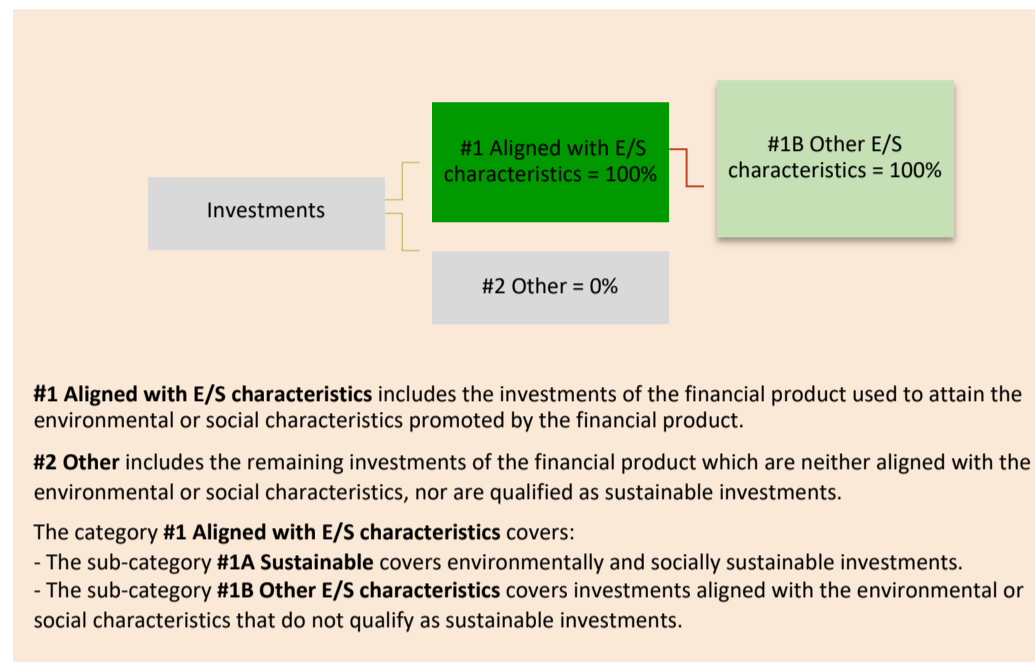 #1 Aligned with E/S
characteristics = 100%
#1B Other E/S
characteristics = 100%
Investments
#2 Other = 0%
#1 Aligned with E/S characteristics includes the investments of the financial product used to attain the
environmental or social characteristics promoted by the financial product.
#2 Other includes the remaining investments of the financial product which are neither aligned with the
environmental or social characteristics, nor are qualified as sustainable investments.
The category #1 Aligned with E/S characteristics covers:
- The sub-category #1A Sustainable covers environmentally and socially sustainable investments.
- The sub-category #1B Other E/S characteristics covers investments aligned with the environmental or
social characteristics that do not qualify as sustainable investments.